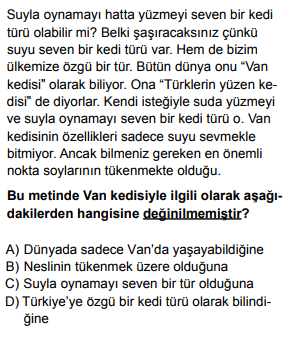 Suyla oynamayı hatta yüzmeyi seven bir kedi
türü olabilir mi? Belki şaşıracaksınız çünkü
suyu seven bir kedi türü var. Hem de bizim
ülkemize özgü bir tür. Bütün dünya onu “Van
kedisi” olarak biliyor. Ona “Türklerin yüzen ke-
disi” de diyorlar. Kendi isteğiyle suda yüzmeyi
ve suyla oynamayı seven bir kedi türü o. Van
kedisinin özellikleri sadece suyu sevmekle
bitmiyor. Ancak bilmeniz gereken en önemli
nokta soylarının tükenmekte olduğu.
Bu metinde Van kedisiyle ilgili olarak aşağı-
dakilerden hangisine değinilmemiştir?
A) Dünyada sadece Van’da yaşayabildiğine
B) Neslinin tükenmek üzere olduğuna
C) Suyla oynamayı seven bir tür olduğuna
D) Türkiye’ye özgü bir kedi türü olarak bilindi-
ğine